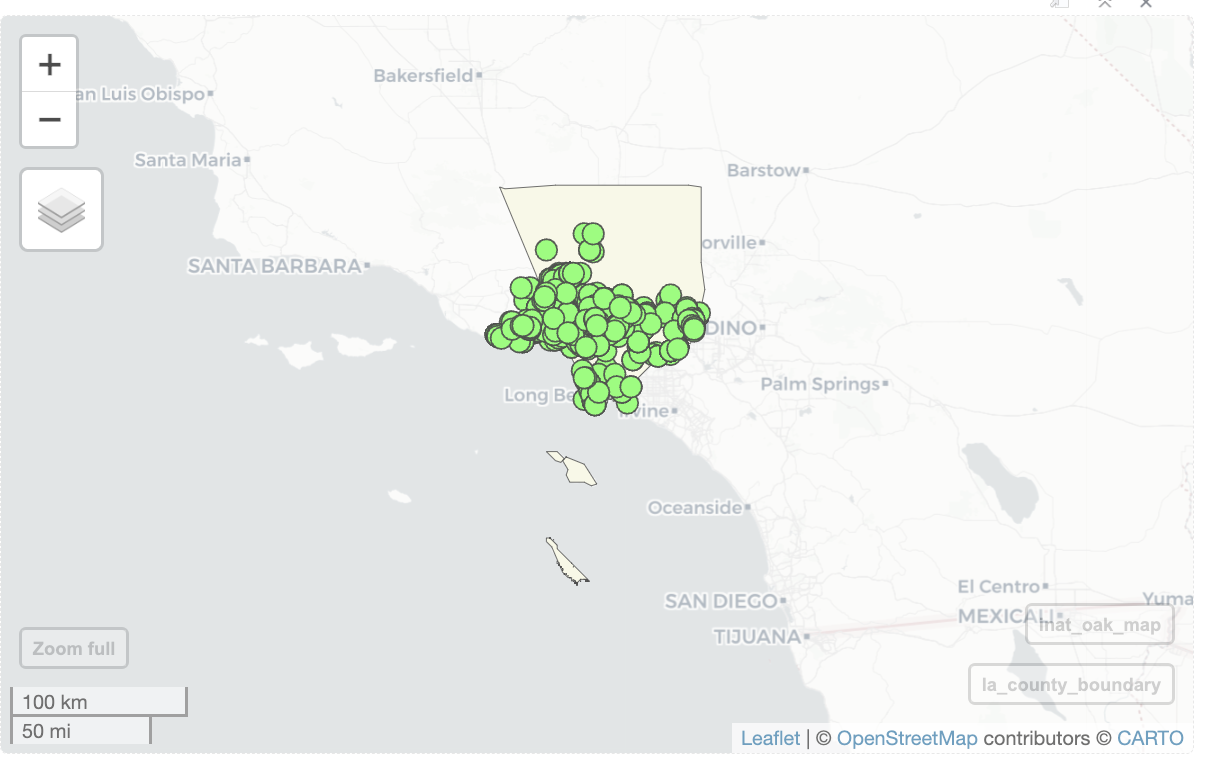 +
−
Bakersfield
an Luis Obispo
Santa Maria
Barstow
orville
SANTA BARBARA
DINO
Palm Springs
Long Be
Irvine
Oceanside
El Centro
SAN DIEGO
Yuma
MEXICALI
inat_oak_map
TIJUANA
Zoom full
la_county_boundary
100 km
50 mi
Leaflet | © OpenStreetMap contributors © CARTO